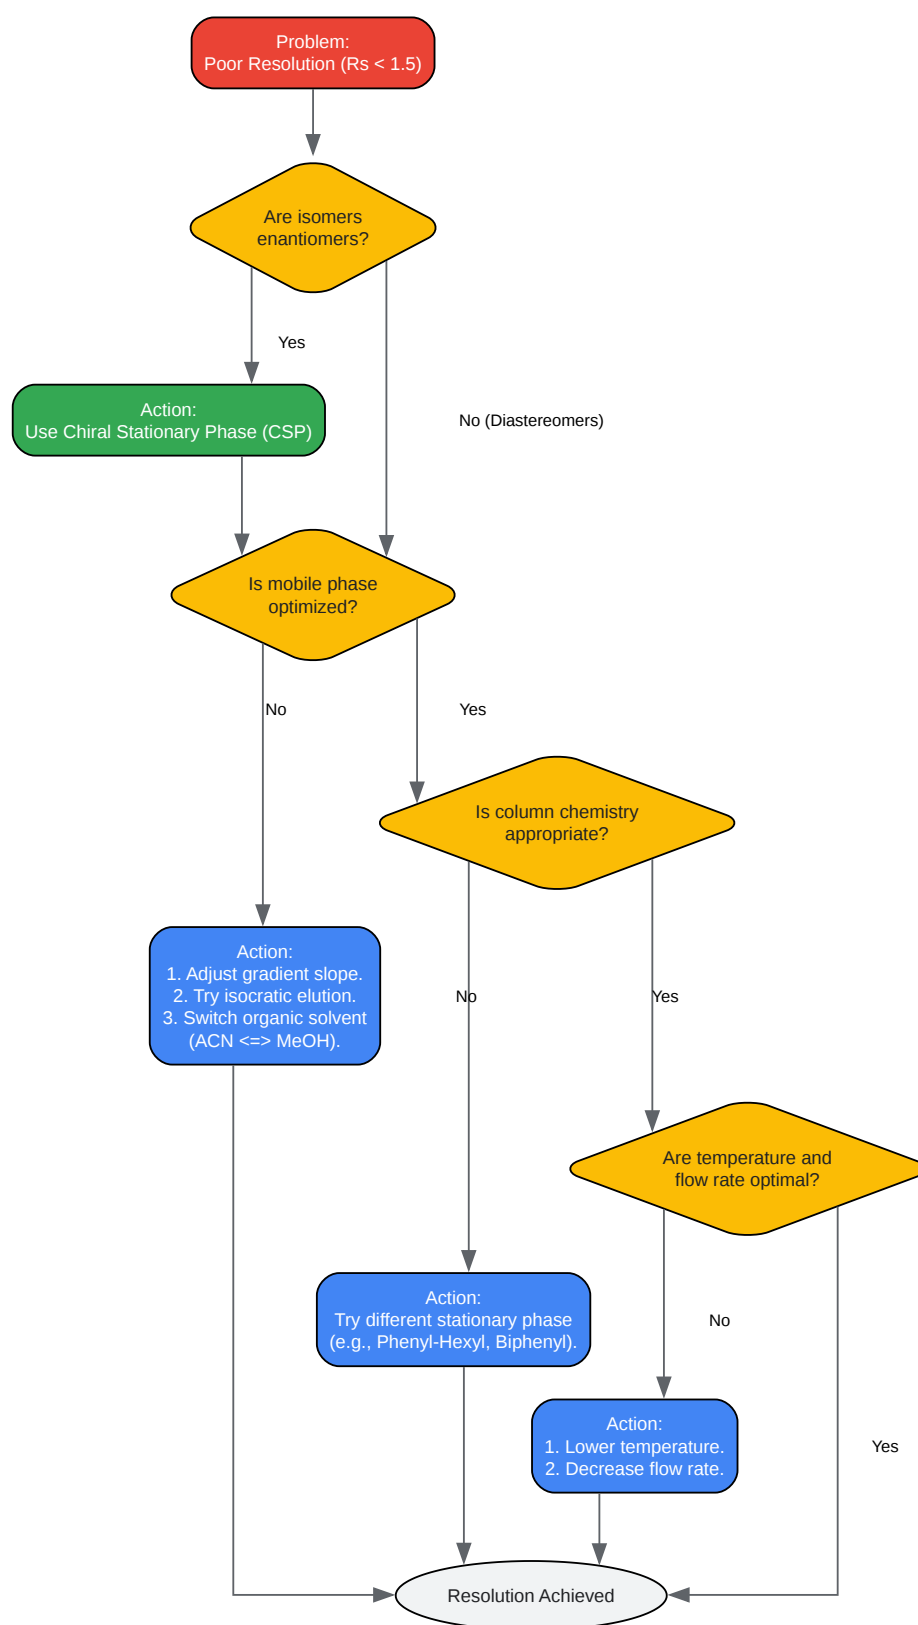 Problem:
Poor Resolution (Rs < 1.5)
Are isomers
enantiomers?
Yes
Action:
Use Chiral Stationary Phase (CSP)
No (Diastereomers)
Is mobile phase
optimized?
No
Yes
Is column chemistry
appropriate?
Action:
1. Adjust gradient slope.
2. Try isocratic elution.
3. Switch organic solvent
(ACN <=> MeOH).
No
Yes
Are temperature and
flow rate optimal?
Action:
Try different stationary phase
(e.g., Phenyl-Hexyl, Biphenyl).
No
Action:
1. Lower temperature.
2. Decrease flow rate.
Yes
Resolution Achieved